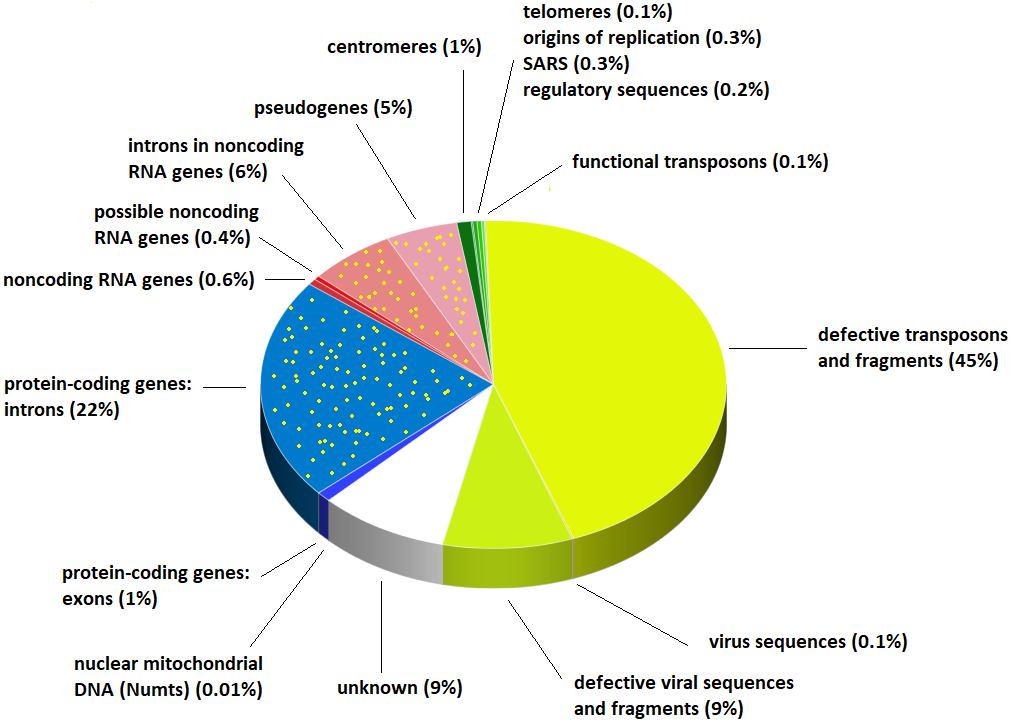 telomeres (0.1%)
origins of replication (0.3%)
SARS (0.3%)
regulatory sequences (0.2%)
centromeres (1%)
pseudogenes (5%)
functional transposons (0.1%)
introns in noncoding
RNA genes (6%)
possible noncoding
RNA genes (0.4%)
noncoding RNA genes (0.6%)
defective transposons
and fragments (45%)
protein-coding genes:
introns (22%)
protein-coding genes:
exons (1%)
virus sequences (0.1%)
nuclear mitochondrial
DNA (Numts) (0.01%)
unknown (9%)
defective viral sequences
and fragments (9%)